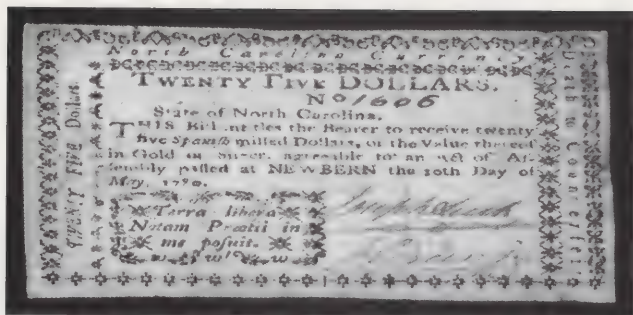 North Carolina Currency.
TWENTY FIVE DOLLARS.
No 1606
State of North Carolina.
THIS Bill entitles the Bearer to receive twenty
five Spaniſh milled Dollars, or the Value thereof
in Gold or Silver, agreeable to an Act of Aſ-
ſembly paſſed at NEWBERN the 10th Day of
May, 1780.
Terra libera
Notam Pretii in
me poſuit.
TWENTY FIVE Dollars.
Death to Counterfeit